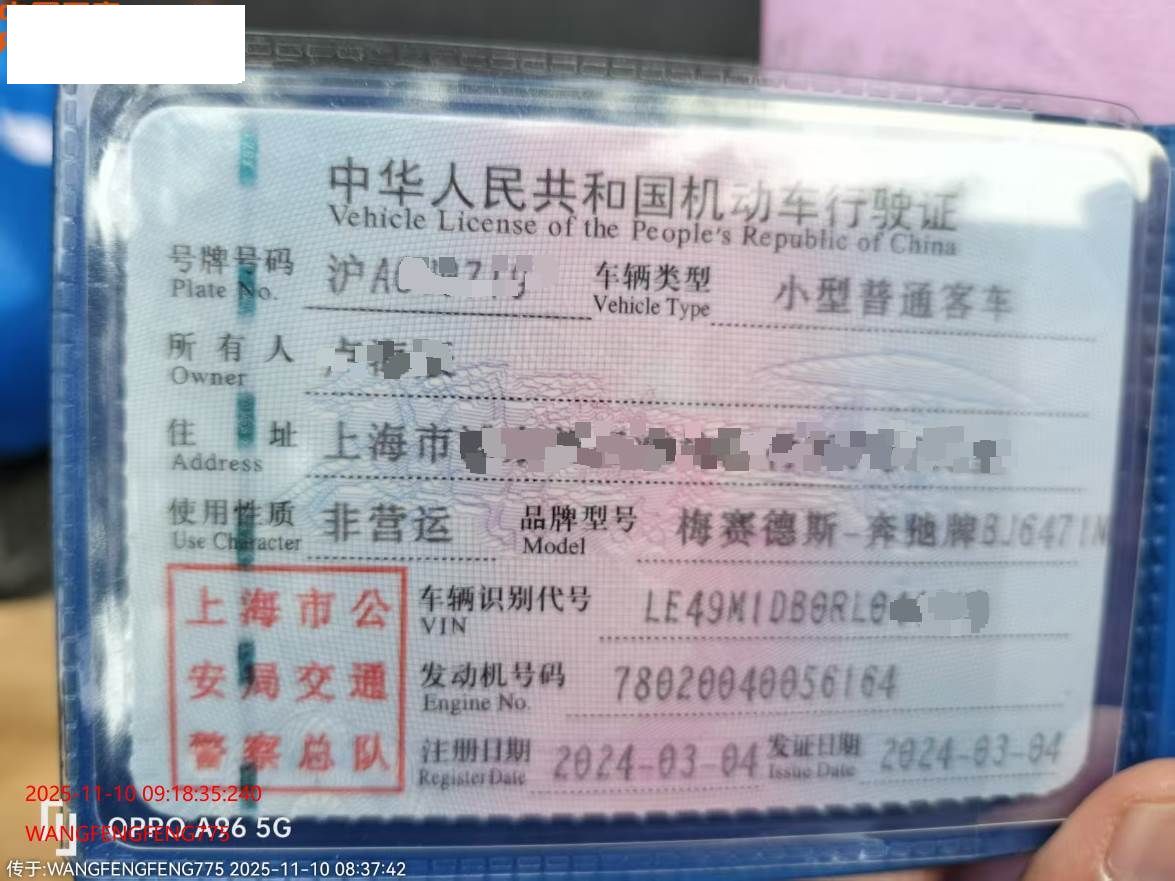 中华人民共和国机动车行驶证
Vehicle License of the People's Republic of China
号牌号码 沪A 车辆类型 小型普通客车
Plate No. Vehicle Type
所有人
Owner
住址 上海市
Address
使用性质 非营运 品牌型号 梅赛德斯-奔驰牌BJ6471N
Use Character Model
上海市公 车辆识别代号 LE49M1DB0RL0
VIN
安局交通 发动机号码 78020040056164
Engine No.
警察总队 注册日期 2024-03-04 发证日期 2024-03-04
Register Date Issue Date
2025-11-10 09:18:35:240
OPPO A96 5G
WANGFENGFENG775
传于:WANGFENGFENG775 2025-11-10 08:37:42